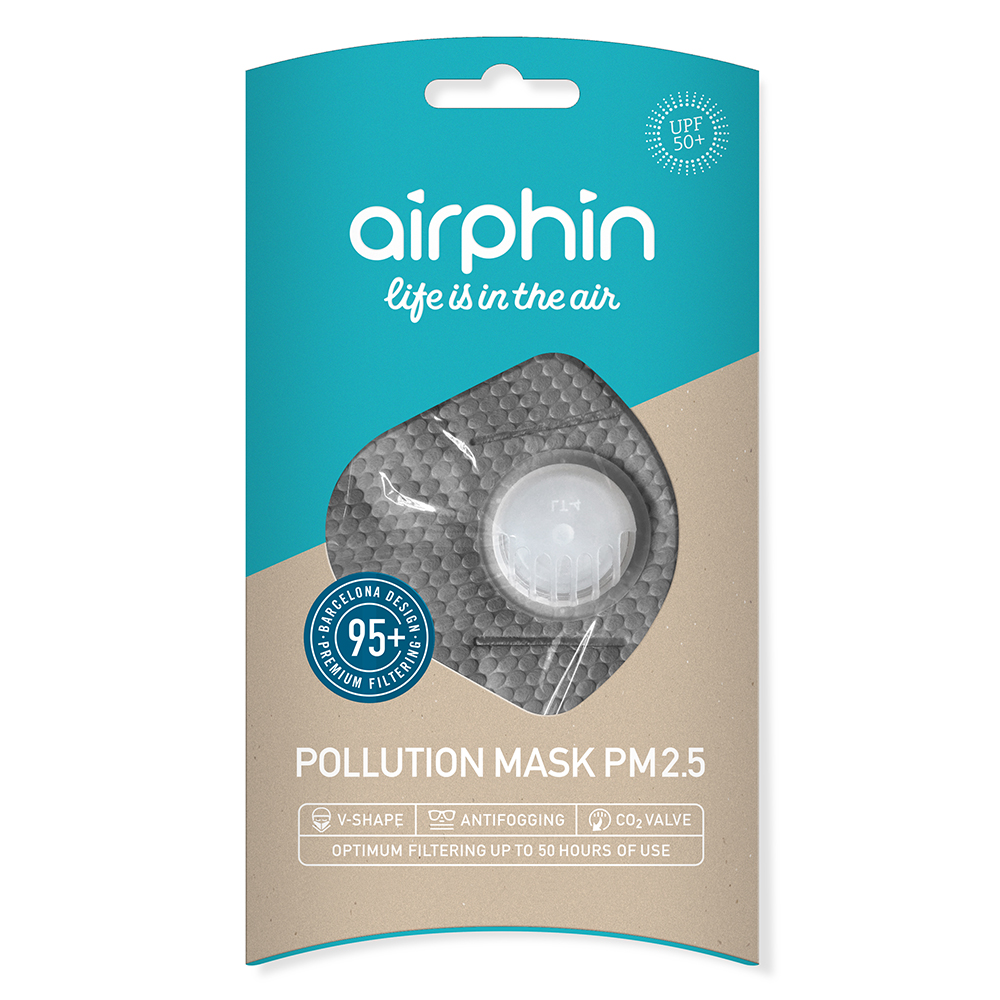 UPF
50+
airphin
life is in the air
BARCELONA DESIGN
95+
PREMIUM FILTERING
POLLUTION MASK PM2.5
V-SHAPE ANTIFOGGING CO₂ VALVE
OPTIMUM FILTERING UP TO 50 HOURS OF USE